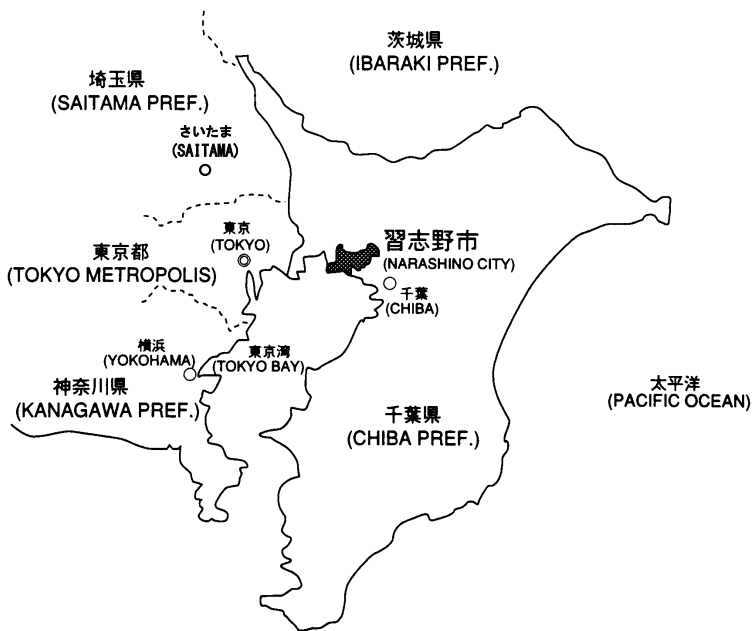 茨城県
(IBARAKI PREF.)
埼玉県
(SAITAMA PREF.)
さいたま
(SAITAMA)
東京
(TOKYO)
習志野市
(NARASHINO CITY)
東京都
(TOKYO METROPOLIS)
千葉
(CHIBA)
横浜
(YOKOHAMA)
東京湾
(TOKYO BAY)
神奈川県
(KANAGAWA PREF.)
太平洋
(PACIFIC OCEAN)
千葉県
(CHIBA PREF.)